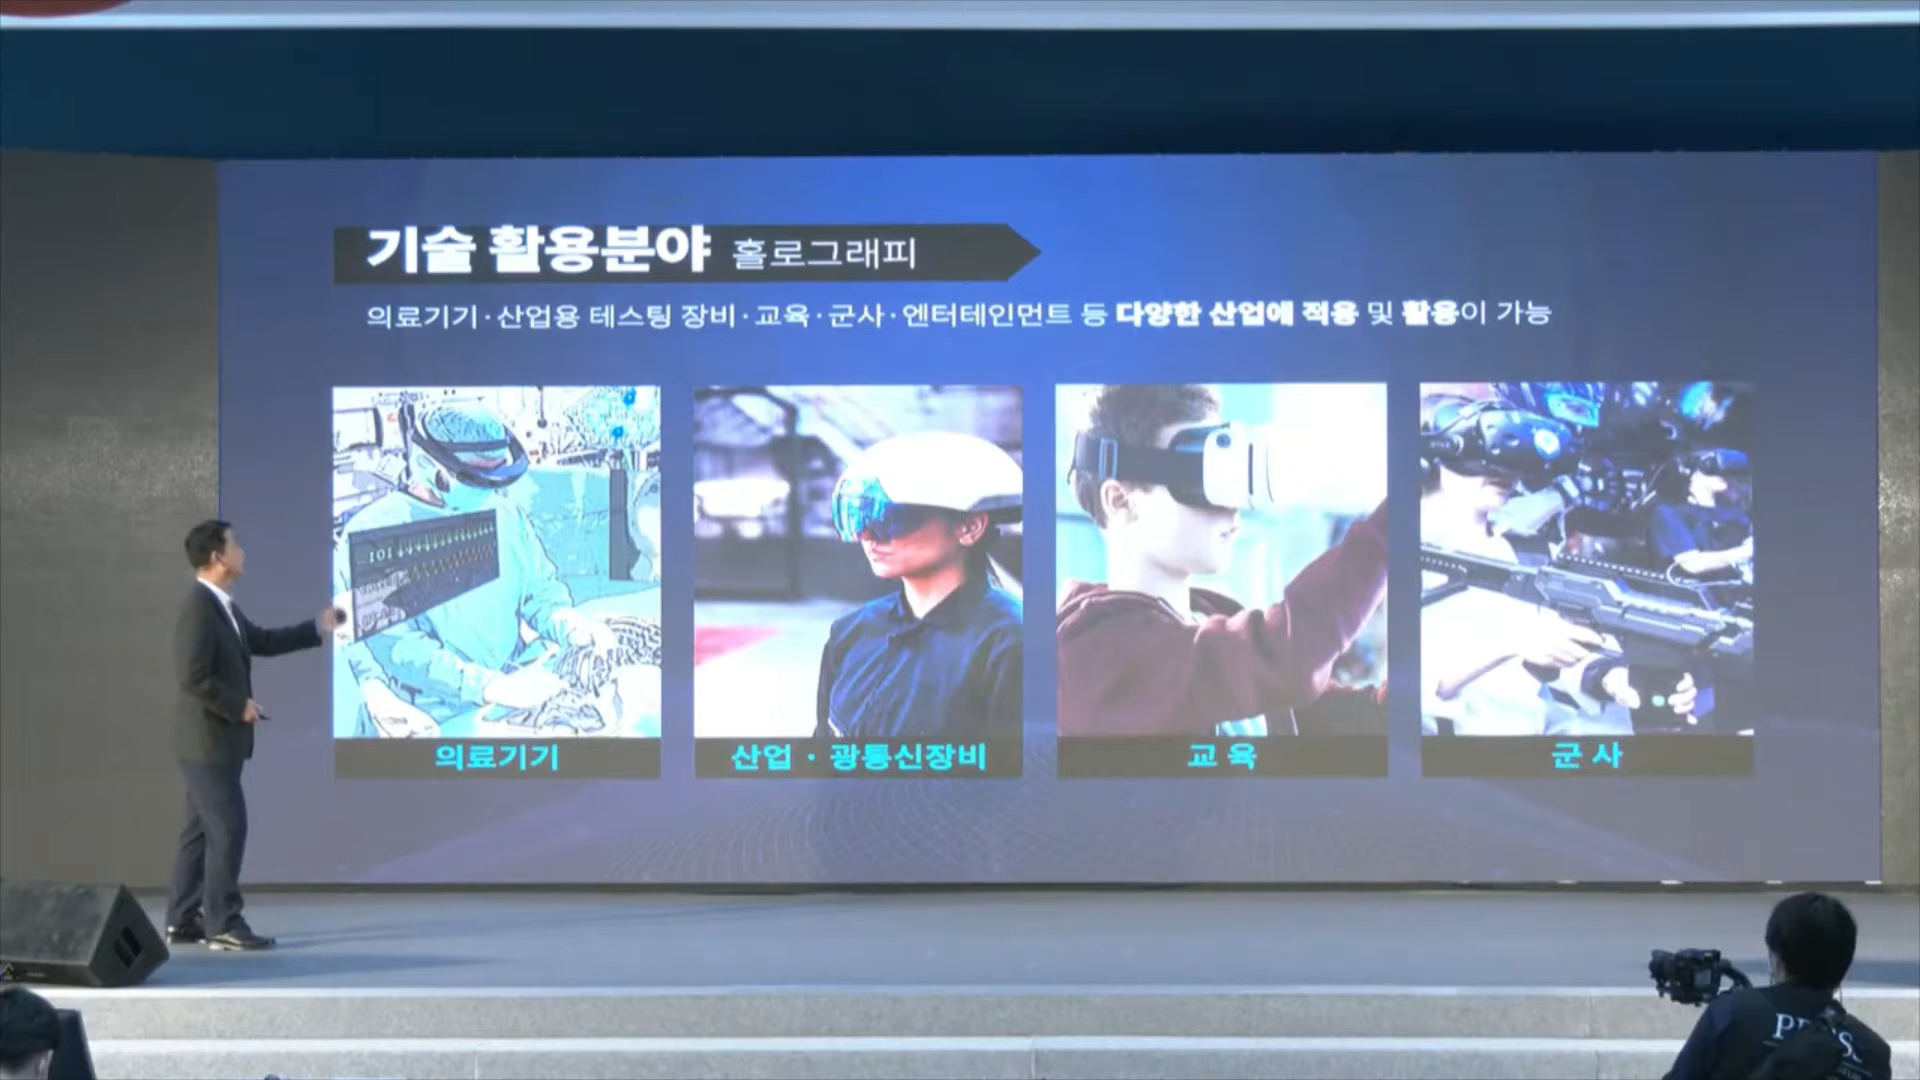 기술 활용분야 홀로그래피
의료기기·산업용 테스팅 장비·교육·군사·엔터테인먼트 등 다양한 산업에 적용 및 활용이 가능
101
의료기기
산업 · 광통신장비
교 육
군 사